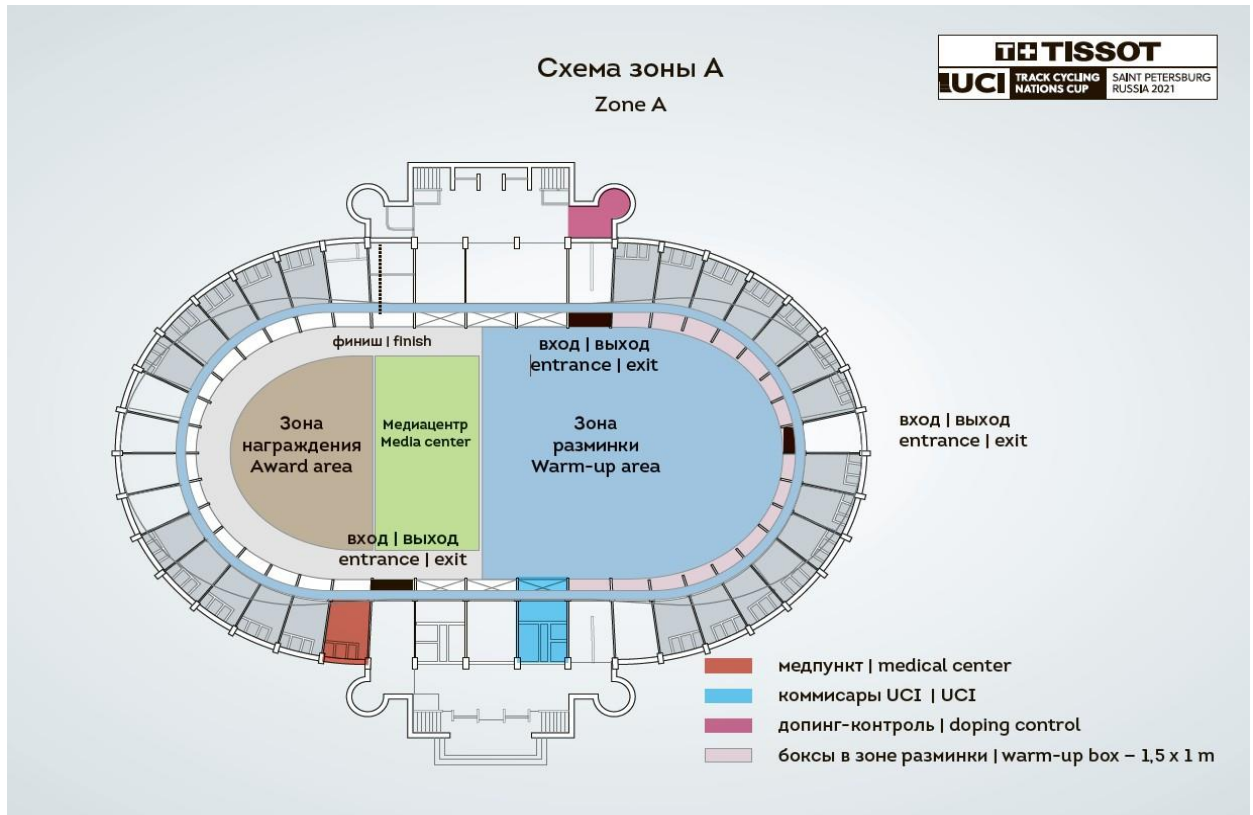 Схема зоны А
Zone A
TISSOT
UCI TRACK CYCLING NATIONS CUP SAINT PETERSBURG RUSSIA 2021
финиш | finish
вход | выход
entrance | exit
Зона
награждения
Award area
Медиацентр
Media center
Зона
разминки
Warm-up area
вход | выход
entrance | exit
вход | выход
entrance | exit
медпункт | medical center
коммисары UCI | UCI
допинг-контроль | doping control
боксы в зоне разминки | warm-up box – 1,5 x 1 m